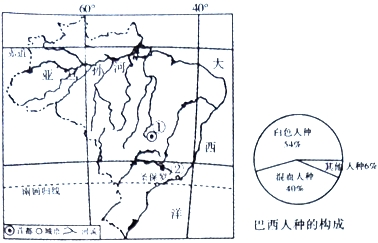 60°
40°
赤道
亚马孙河
大
西
洋
①
圣保罗
2
南回归线
首都 城市 河流
白色人种
54%
其他人种6%
混血人种
40%
巴西人种的构成